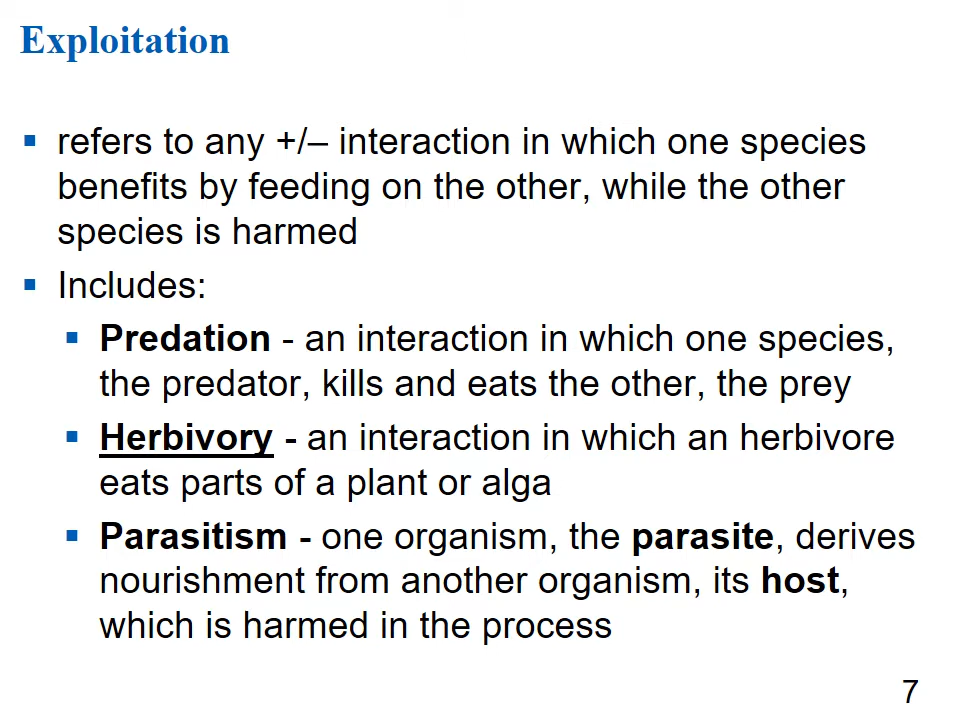 Exploitation
▪ refers to any +/– interaction in which one species
benefits by feeding on the other, while the other
species is harmed
▪ Includes:
▪ Predation - an interaction in which one species,
the predator, kills and eats the other, the prey
▪ Herbivory - an interaction in which an herbivore
eats parts of a plant or alga
▪ Parasitism - one organism, the parasite, derives
nourishment from another organism, its host,
which is harmed in the process
7